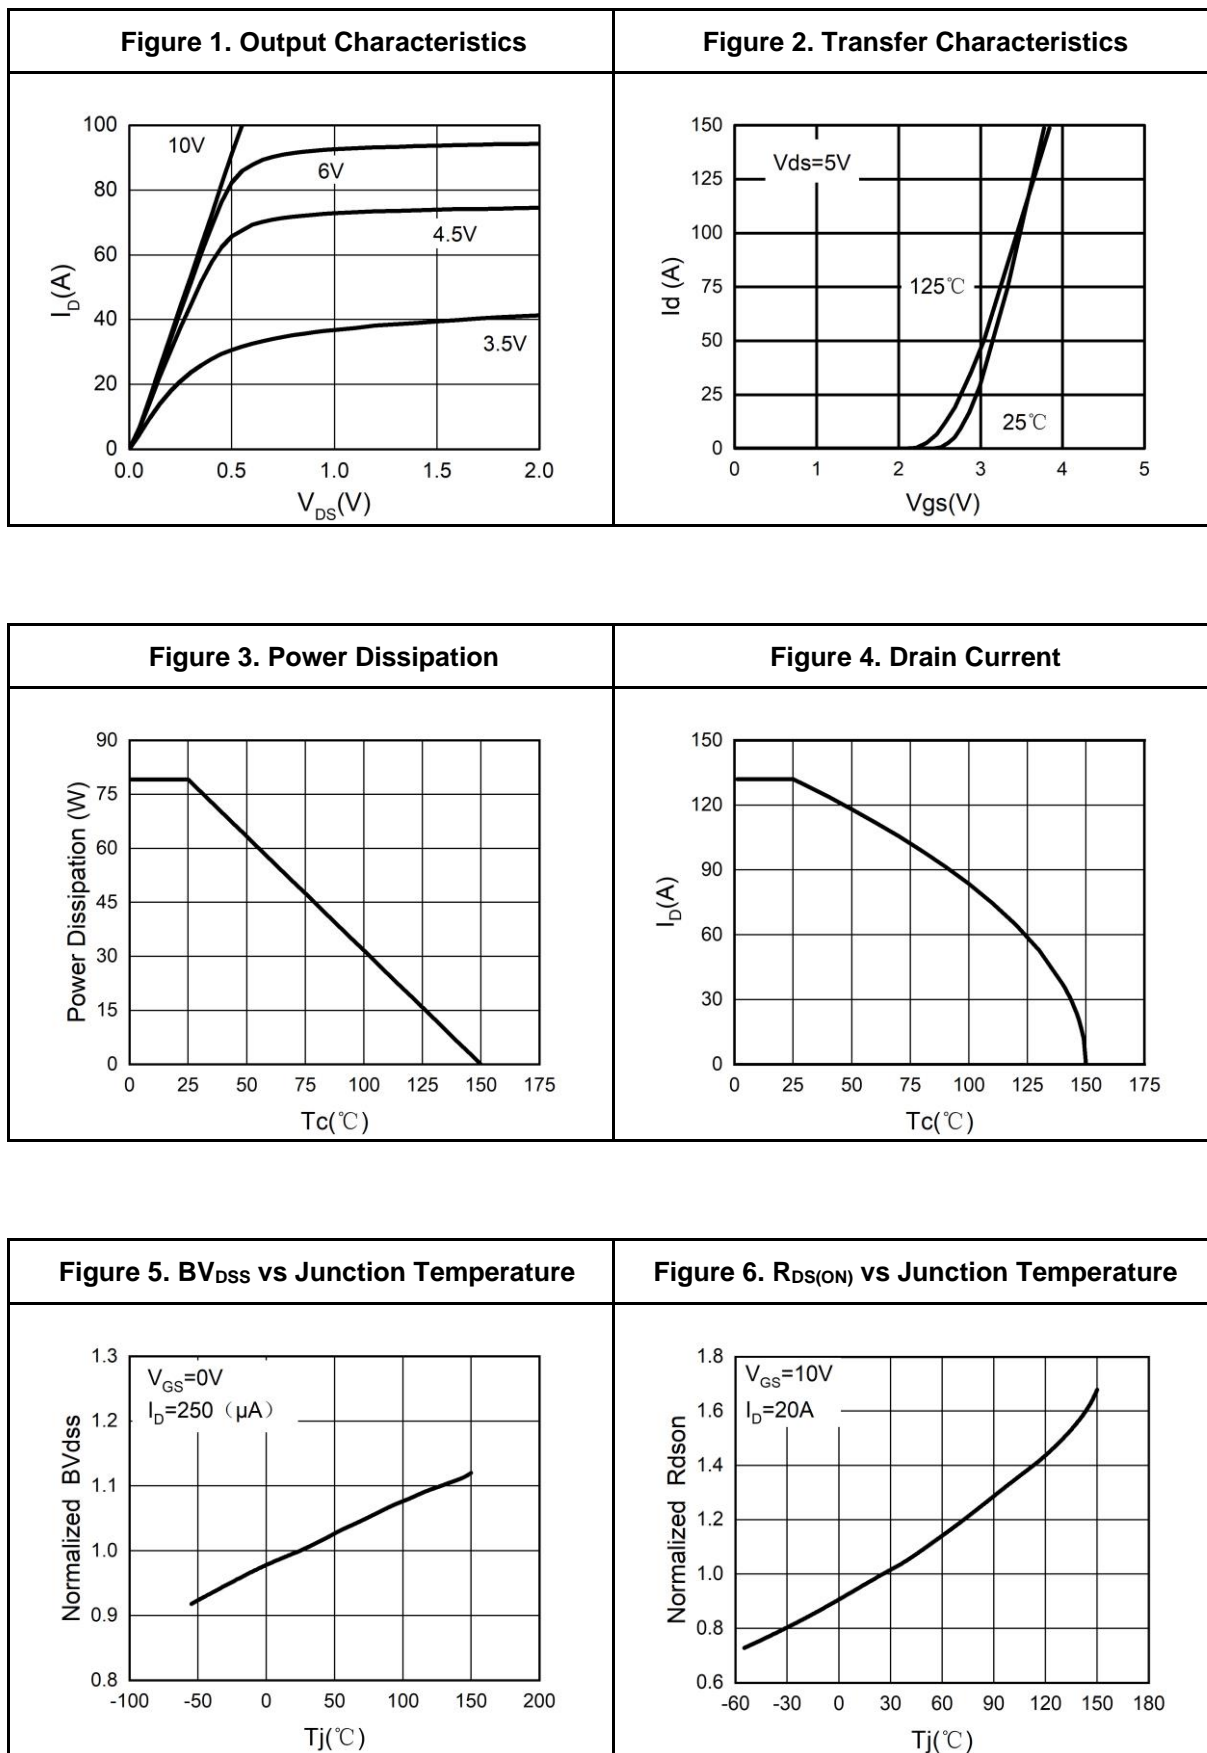 Figure 1. Output Characteristics
Figure 2. Transfer Characteristics
100
80
60
40
20
0
I_D(A)
10V
6V
4.5V
3.5V
0.0 0.5 1.0 1.5 2.0
V_DS(V)
150
125
100
75
50
25
0
Id (A)
Vds=5V
125℃
25℃
0 1 2 3 4 5
Vgs(V)
Figure 3. Power Dissipation
Figure 4. Drain Current
90
75
60
45
30
15
0
Power Dissipation (W)
0 25 50 75 100 125 150 175
Tc(℃)
150
120
90
60
30
0
I_D(A)
0 25 50 75 100 125 150 175
Tc(℃)
Figure 5. BV_DSS vs Junction Temperature
Figure 6. R_DS(ON) vs Junction Temperature
1.3
1.2
1.1
1.0
0.9
0.8
Normalized BVdss
V_GS=0V
I_D=250（μA）
-100 -50 0 50 100 150 200
Tj(℃)
1.8
1.6
1.4
1.2
1.0
0.8
0.6
Normalized Rdson
V_GS=10V
I_D=20A
-60 -30 0 30 60 90 120 150 180
Tj(℃)